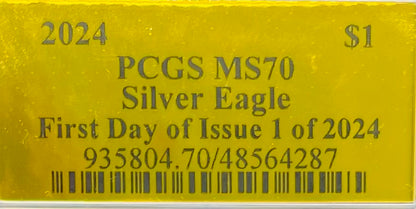 2024 $1
PCGS MS70
Silver Eagle
First Day of Issue 1 of 2024
935804.70/48564287